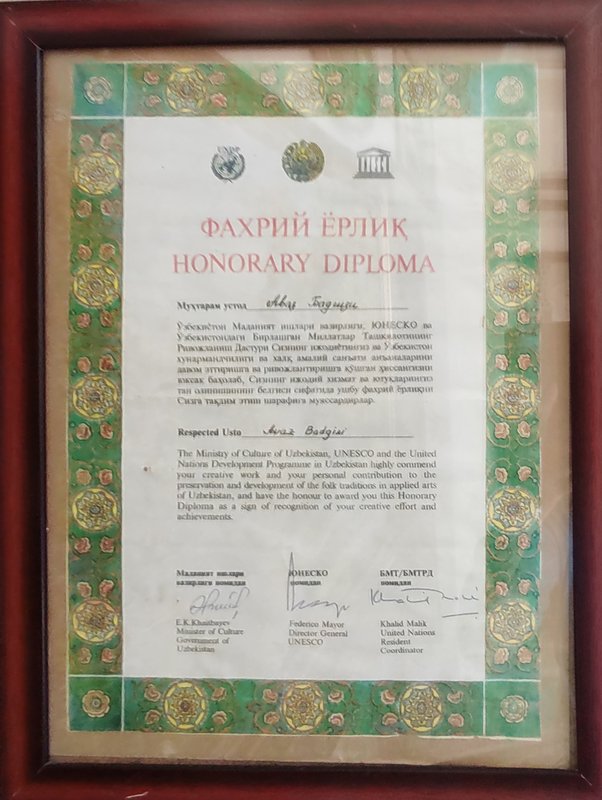 UNDP
ФАХРИЙ ЁРЛИҚ
HONORARY DIPLOMA
Муҳтарам устод Аваз Бадгизи
Ўзбекистон Маданият ишлари вазирлиги, ЮНЕСКО ва
Ўзбекистондаги Бирлашган Миллатлар Ташкилотининг
Ривожланиш Дастури Сизнинг ижодиётингиз ва Ўзбекистон
ҳунармандчилиги ва халқ амалий санъати анъаналарини
давом эттиришга ва ривожлантиришга қўшган ҳиссангизни
юксак баҳолаб, Сизнинг ижодий хизмат ва ютуқларингиз
тан олинишининг белгиси сифатида ушбу фахрий ёрлиқни
Сизга тақдим этиш шарафига муяссардирлар.
Respected Usto Avaz Badgizi
The Ministry of Culture of Uzbekistan, UNESCO and the United
Nations Development Programme in Uzbekistan highly commend
your creative work and your personal contribution to the
preservation and development of the folk traditions in applied arts
of Uzbekistan, and have the honour to award you this Honorary
Diploma as a sign of recognition of your creative effort and
achievements.
Маданият ишлари
вазирлиги номидан
ЮНЕСКО
номидан
БМТ/БМТРД
номидан
E.K.Khaitbayev
Minister of Culture
Government of
Uzbekistan
Federico Mayor
Director General
UNESCO
Khalid Malik
United Nations
Resident
Coordinator